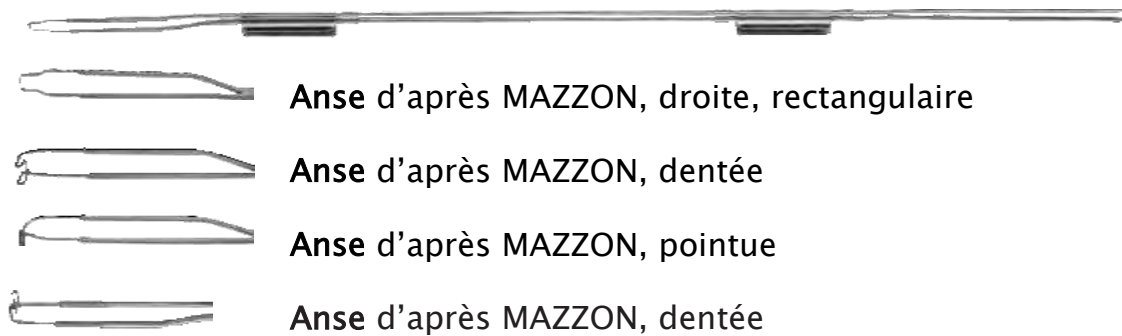 Anse d’après MAZZON, droite, rectangulaire
Anse d’après MAZZON, dentée
Anse d’après MAZZON, pointue
Anse d’après MAZZON, dentée